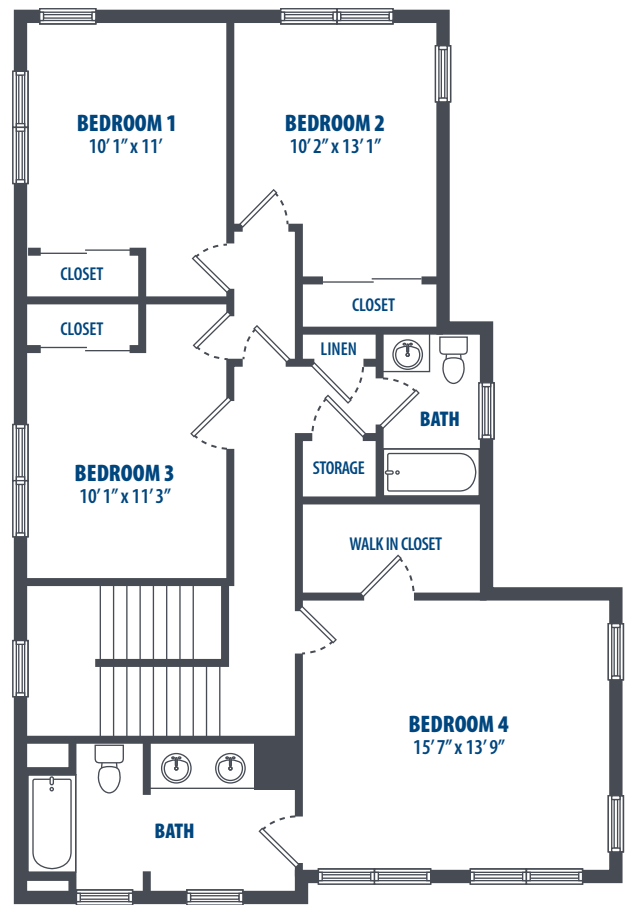 BEDROOM 1
10' 1" x 11'
BEDROOM 2
10' 2" x 13' 1"
CLOSET
CLOSET
CLOSET
LINEN
BATH
BEDROOM 3
10' 1" x 11' 3"
STORAGE
WALK IN CLOSET
BEDROOM 4
15' 7" x 13' 9"
BATH